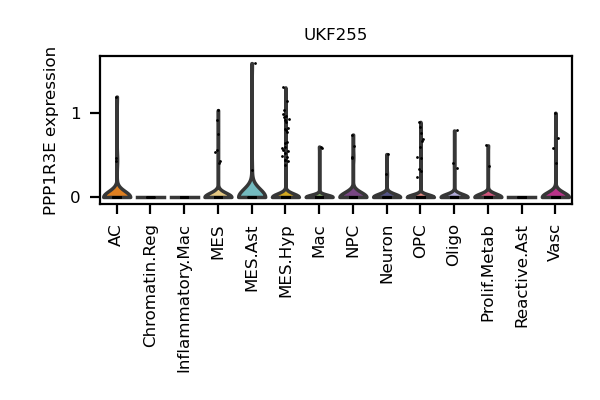 UKF255
PPP1R3E expression
1
0
AC
Chromatin.Reg
Inflammatory.Mac
MES
MES.Ast
MES.Hyp
Mac
NPC
Neuron
OPC
Oligo
Prolif.Metab
Reactive.Ast
Vasc